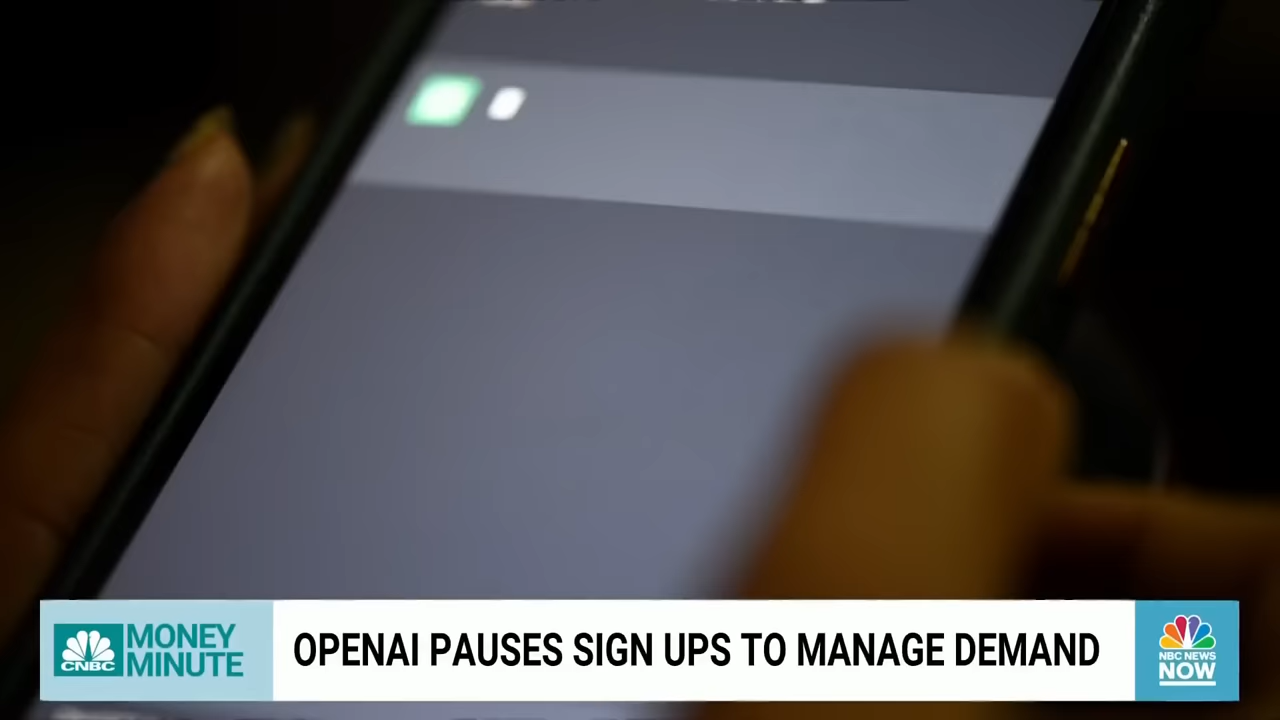 CNBC
MONEY
MINUTE
OPENAI PAUSES SIGN UPS TO MANAGE DEMAND
NBC NEWS
NOW